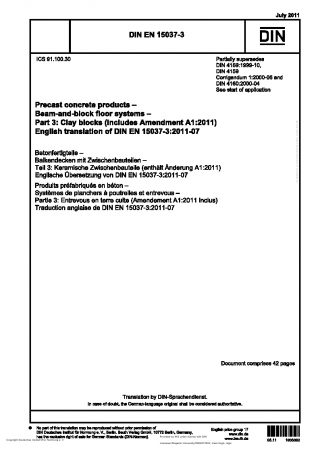 July 2011
DIN EN 15037-3
DIN
ICS 91.100.30
Partially supersedes
DIN 4159:1999-10,
DIN 4159
Corrigendum 1:2000-06 and
DIN 4160:2000-04
See start of application
Precast concrete products –
Beam-and-block floor systems –
Part 3: Clay blocks (includes Amendment A1:2011)
English translation of DIN EN 15037-3:2011-07
Betonfertigteile –
Balkendecken mit Zwischenbauteilen –
Teil 3: Keramische Zwischenbauteile (enthält Änderung A1:2011)
Englische Übersetzung von DIN EN 15037-3:2011-07
Produits préfabriqués en béton –
Systèmes de planchers à poutrelles et entrevous –
Partie 3: Entrevous en terre cuite (Amendement A1:2011 inclus)
Traduction anglaise de DIN EN 15037-3:2011-07
Document comprises 42 pages
Translation by DIN-Sprachendienst.
In case of doubt, the German-language original shall be considered authoritative.
No part of this translation may be reproduced without prior permission of
DIN Deutsches Institut für Normung e. V., Berlin. Beuth Verlag GmbH, 10772 Berlin, Germany,
has the exclusive right of sale for German Standards (DIN-Normen).
English price group 17
www.din.de
www.beuth.de
08.11